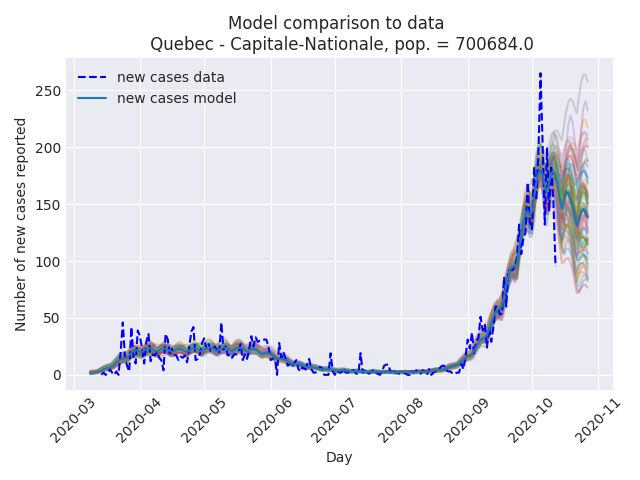 Model comparison to data
Quebec - Capitale-Nationale, pop. = 700684.0
new cases data
new cases model
Number of new cases reported
250
200
150
100
50
0
2020-03
2020-04
2020-05
2020-06
2020-07
2020-08
2020-09
2020-10
2020-11
Day